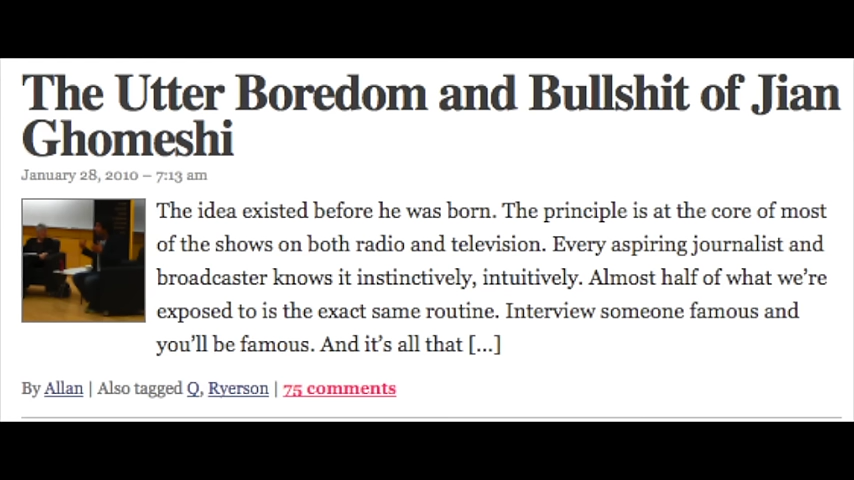 The Utter Boredom and Bullshit of Jian
Ghomeshi
January 28, 2010 – 7:13 am
The idea existed before he was born. The principle is at the core of most
of the shows on both radio and television. Every aspiring journalist and
broadcaster knows it instinctively, intuitively. Almost half of what we're
exposed to is the exact same routine. Interview someone famous and
you'll be famous. And it's all that [...]
By Allan | Also tagged Q, Ryerson | 75 comments